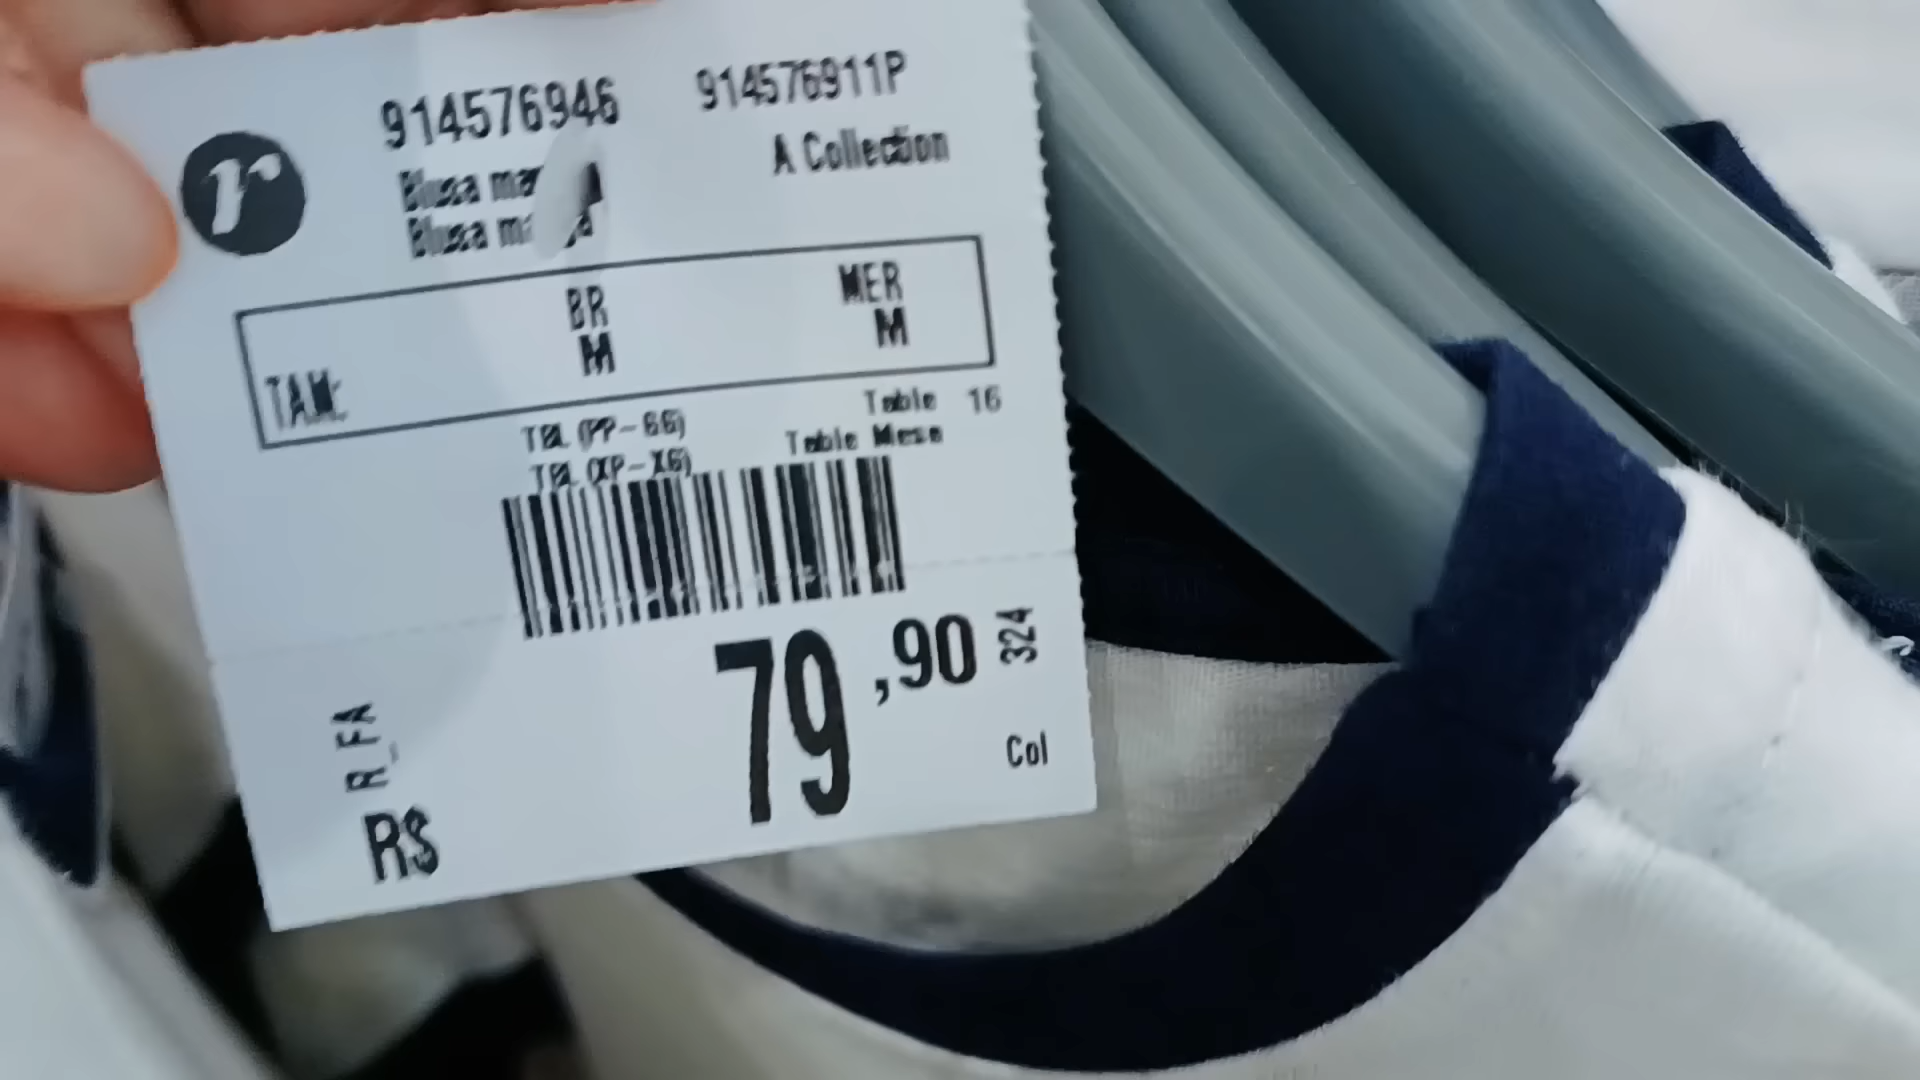 914576946 914576911P
r
A Collection
Blusa
Blusa
BR MER
TAM: M M
TBL (PP-GG) Table 16
TBL (XP-XG) Table Mesa
79,90
324
R_FA
R$
Col